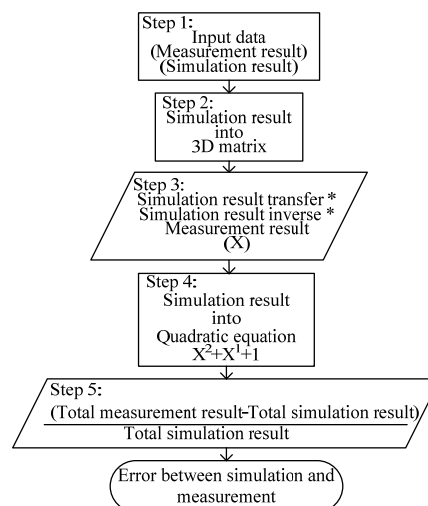 Step 1:
Input data
(Measurement result)
(Simulation result)
Step 2:
Simulation result
into
3D matrix
Step 3:
Simulation result transfer *
Simulation result inverse *
Measurement result
(X)
Step 4:
Simulation result
into
Quadratic equation
X²+X¹+1
Step 5:
(Total measurement result-Total simulation result)
Total simulation result
Error between simulation and
measurement